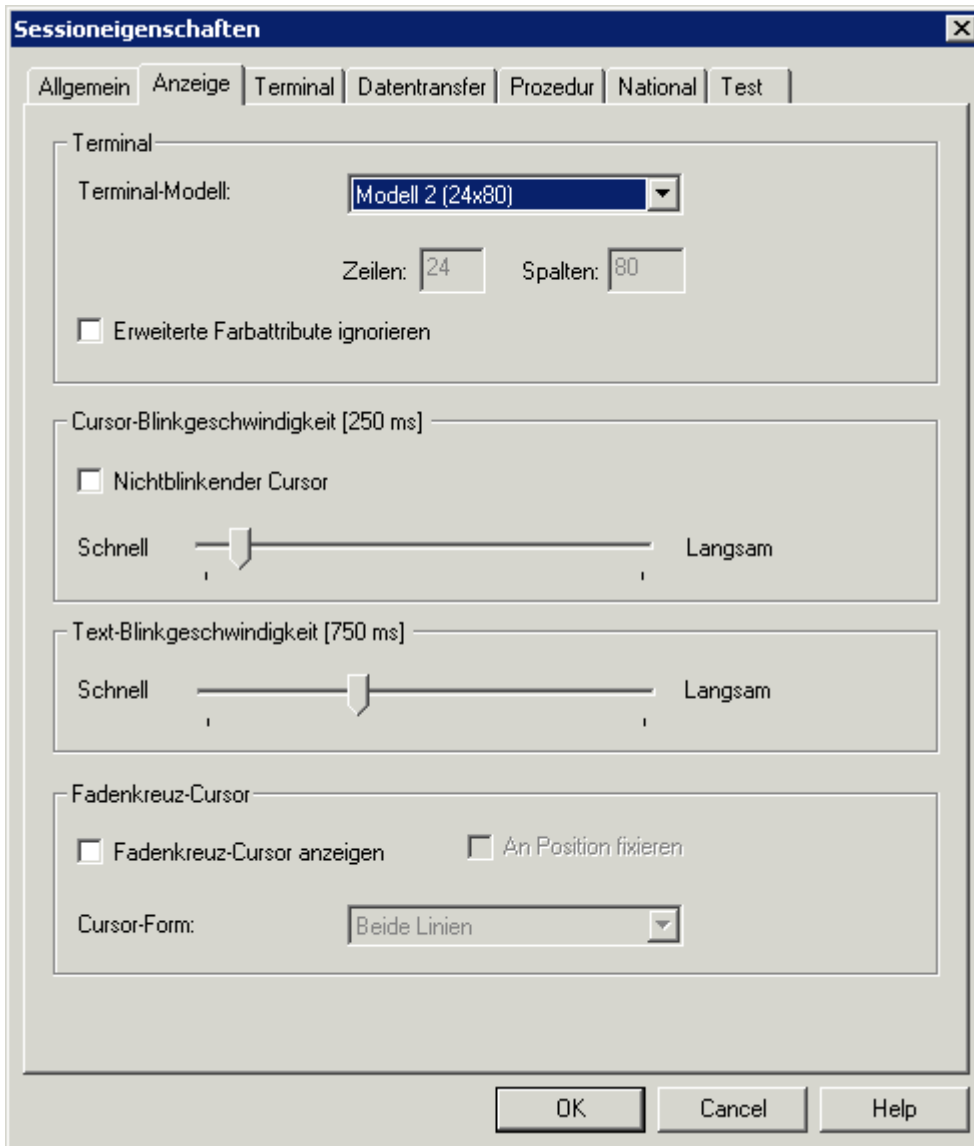 Sessioneigenschaften
Allgemein Anzeige Terminal Datentransfer Prozedur National Test
Terminal
Terminal-Modell: Modell 2 (24x80)
Zeilen: 24 Spalten: 80
Erweiterte Farbattribute ignorieren
Cursor-Blinkgeschwindigkeit [250 ms]
Nichtblinkender Cursor
Schnell Langsam
Text-Blinkgeschwindigkeit [750 ms]
Schnell Langsam
Fadenkreuz-Cursor
Fadenkreuz-Cursor anzeigen An Position fixieren
Cursor-Form: Beide Linien
OK Cancel Help